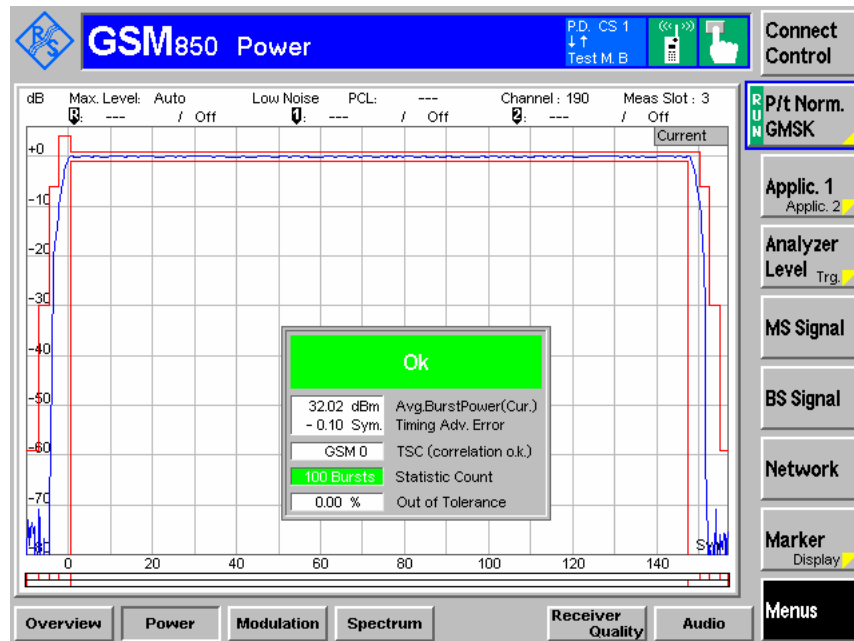 R&S
GSM850 Power
P.D. CS 1
Test M. B
Connect Control
dB Max. Level: Auto Low Noise PCL: --- Channel : 190 Meas Slot : 3
R: --- / Off 1: --- / Off 2: --- / Off
Current
RUN
P/t Norm.
GMSK
Applic. 1
Applic. 2
Analyzer
Level Trg.
MS Signal
BS Signal
Network
Marker
Display
Menus
+0
-10
-20
-30
-40
-50
-60
-70
-80
Ok
32.02 dBm Avg.BurstPower(Cur.)
- 0.10 Sym. Timing Adv. Error
GSM 0 TSC (correlation o.k.)
100 Bursts Statistic Count
0.00 % Out of Tolerance
0 20 40 60 80 100 120 140
Overview Power Modulation Spectrum Receiver Quality Audio